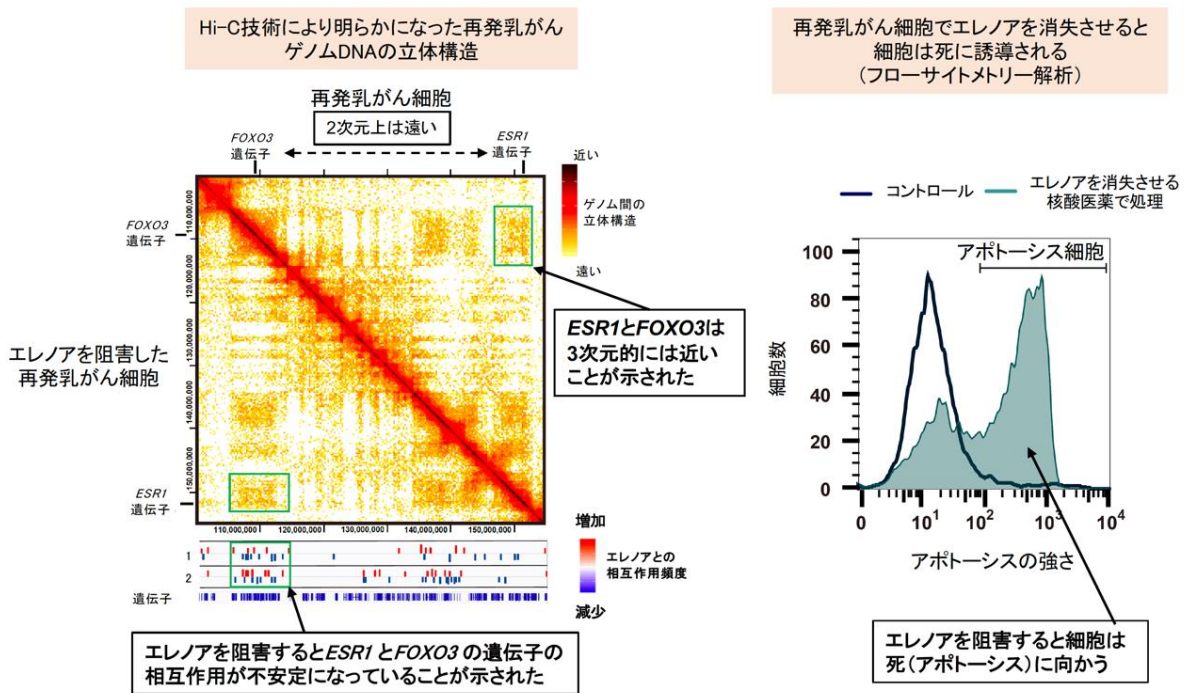 Hi-C技術により明らかになった再発乳がん
ゲノムDNAの立体構造
再発乳がん細胞
2次元上は遠い
FOXO3
遺伝子
ESR1
遺伝子
近い
ゲノム間の
立体構造
遠い
FOXO3
遺伝子
110,000,000
120,000,000
130,000,000
140,000,000
150,000,000
エレノアを阻害した
再発乳がん細胞
ESR1
遺伝子
ESR1とFOXO3は
3次元的には近い
ことが示された
110,000,000 120,000,000 130,000,000 140,000,000 150,000,000
1
2
遺伝子
増加
エレノアとの
相互作用頻度
減少
エレノアを阻害するとESR1とFOXO3の遺伝子の
相互作用が不安定になっていることが示された
再発乳がん細胞でエレノアを消失させると
細胞は死に誘導される
(フローサイトメトリー解析)
コントロール
エレノアを消失させる
核酸医薬で処理
アポトーシス細胞
細胞数
100
80
60
40
20
0
0 10¹ 10² 10³ 10⁴
アポトーシスの強さ
エレノアを阻害すると細胞は
死(アポトーシス)に向かう